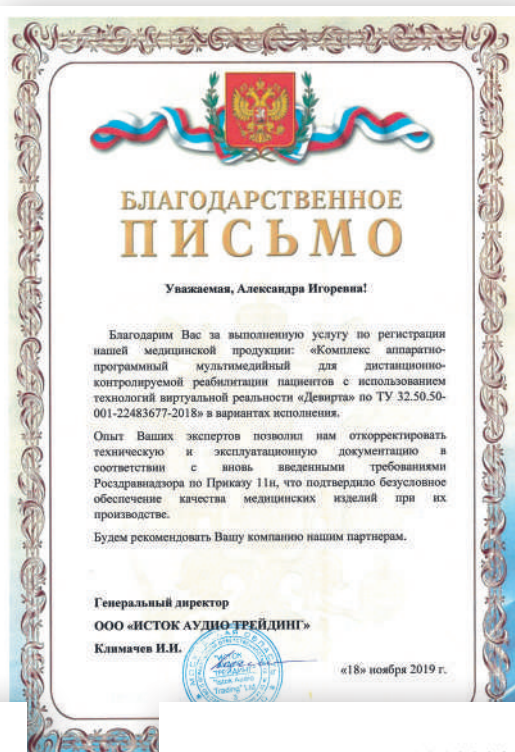 БЛАГОДАРСТВЕННОЕ
ПИСЬМО
Уважаемая, Александра Игоревна!
Благодарим Вас за выполненную услугу по регистрации
нашей медицинской продукции: «Комплекс аппаратно-
программный мультимедийный для дистанционно-
контролируемой реабилитации пациентов с использованием
технологий виртуальной реальности «Девирта» по ТУ 32.50.50-
001-22483677-2018» в вариантах исполнения.
Опыт Ваших экспертов позволил нам откорректировать
техническую и эксплуатационную документацию в
соответствии с вновь введенными требованиями
Росздравнадзора по Приказу 11н, что подтвердило безусловное
обеспечение качества медицинских изделий при их
производстве.
Будем рекомендовать Вашу компанию нашим партнерам.
Генеральный директор
ООО «ИСТОК АУДИО ТРЕЙДИНГ»
Климачев И.И.
«18» ноября 2019 г.